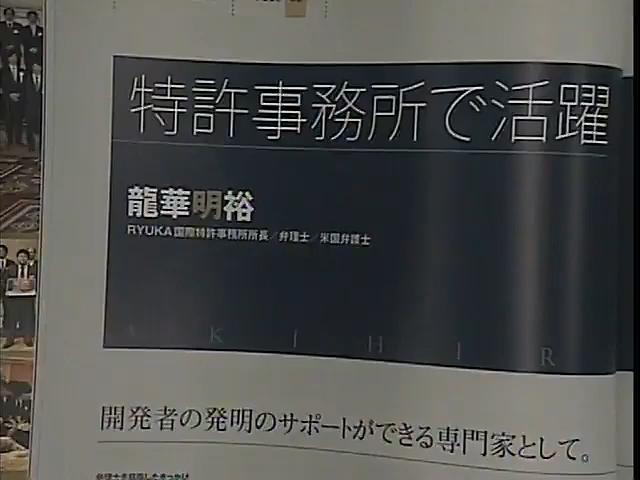 特許事務所で活躍
龍華明裕
RYUKA国際特許事務所所長／弁理士／米国弁護士
A K I H I R
開発者の発明のサポートができる専門家として。